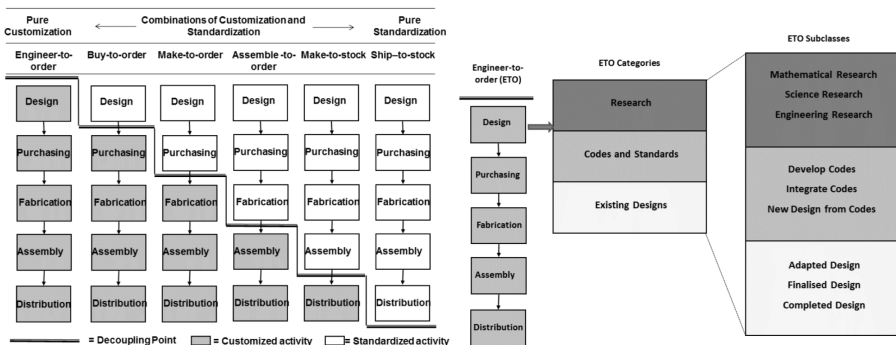 Pure Customization
Combinations of Customization and Standardization
Pure Standardization
Engineer-to-order
Buy-to-order
Make-to-order
Assemble -to-order
Make-to-stock
Ship–to-stock
Design
Design
Design
Design
Design
Design
Purchasing
Purchasing
Purchasing
Purchasing
Purchasing
Purchasing
Fabrication
Fabrication
Fabrication
Fabrication
Fabrication
Fabrication
Assembly
Assembly
Assembly
Assembly
Assembly
Assembly
Distribution
Distribution
Distribution
Distribution
Distribution
Distribution
= Decoupling Point
= Customized activity
= Standardized activity
Engineer-to-order (ETO)
Design
Purchasing
Fabrication
Assembly
Distribution
ETO Categories
Research
Codes and Standards
Existing Designs
ETO Subclasses
Mathematical Research
Science Research
Engineering Research
Develop Codes
Integrate Codes
New Design from Codes
Adapted Design
Finalised Design
Completed Design